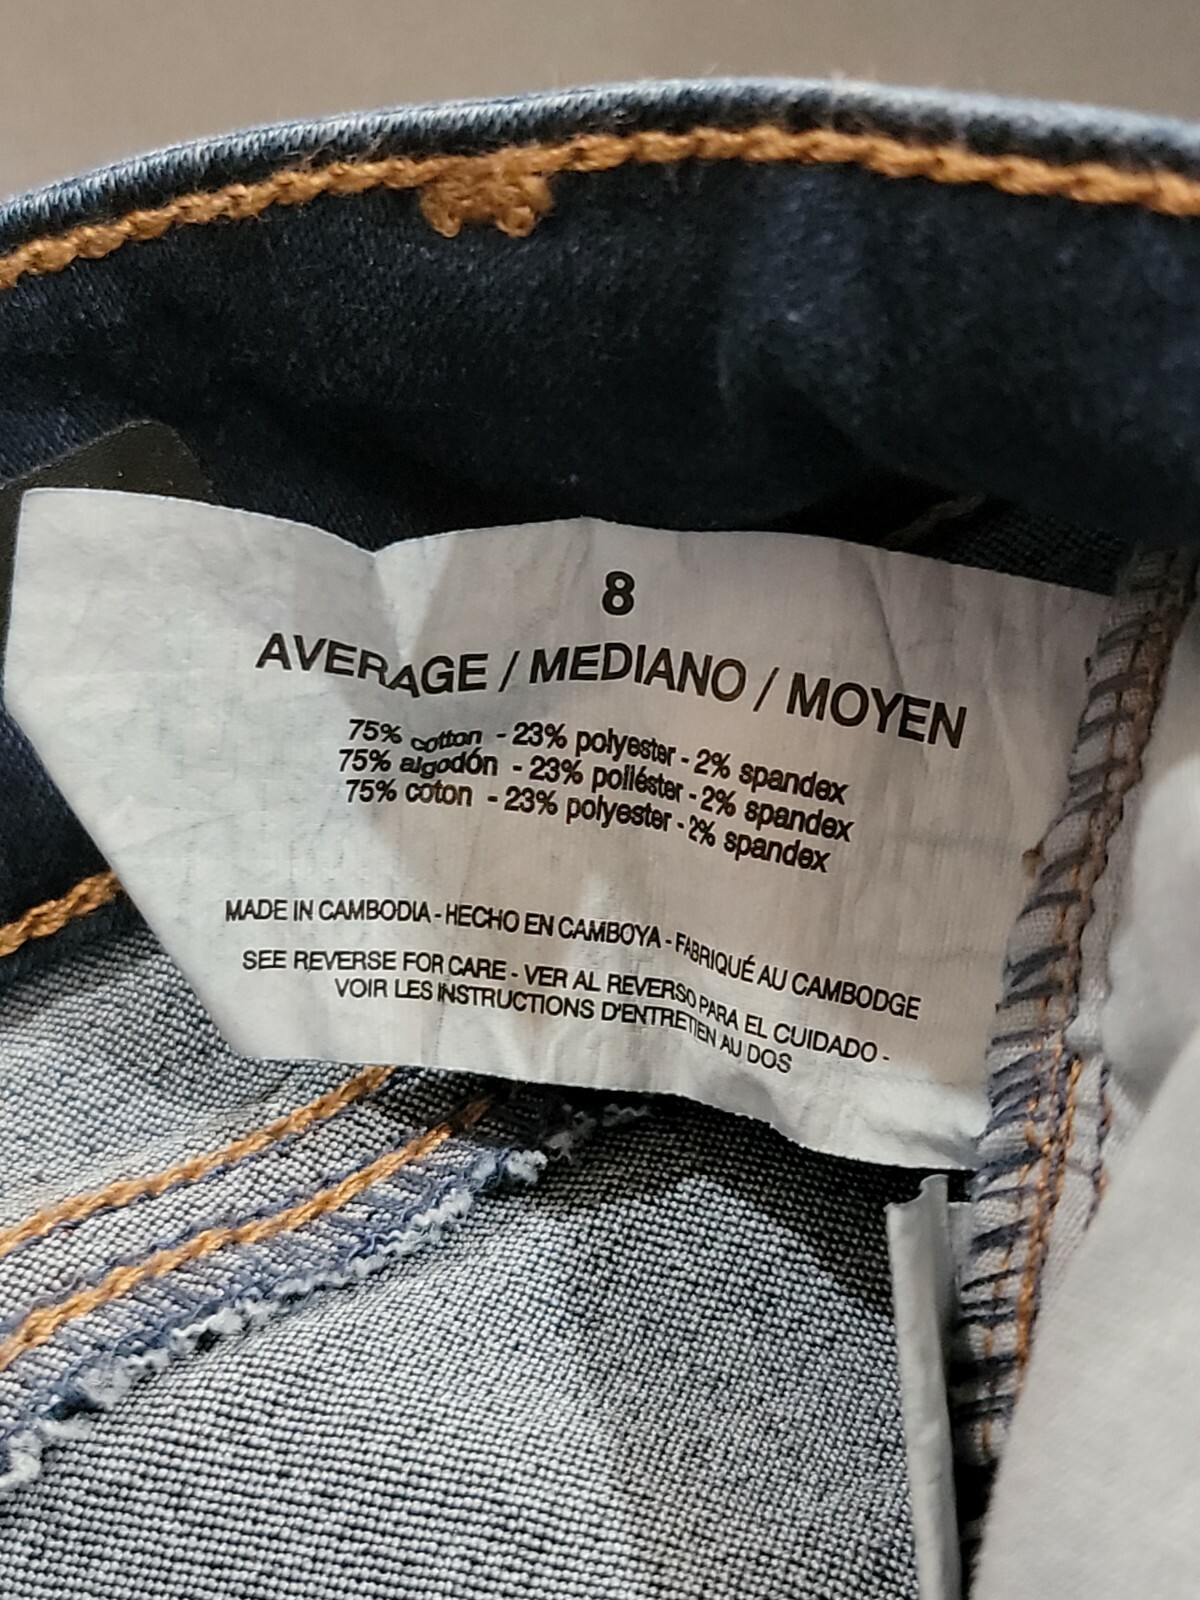 8
AVERAGE / MEDIANO / MOYEN
75% cotton - 23% polyester - 2% spandex
75% algodón - 23% poliéster - 2% spandex
75% coton - 23% polyester - 2% spandex
MADE IN CAMBODIA - HECHO EN CAMBOYA - FABRIQUÉ AU CAMBODGE
SEE REVERSE FOR CARE - VER AL REVERSO PARA EL CUIDADO -
VOIR LES INSTRUCTIONS D'ENTRETIEN AU DOS